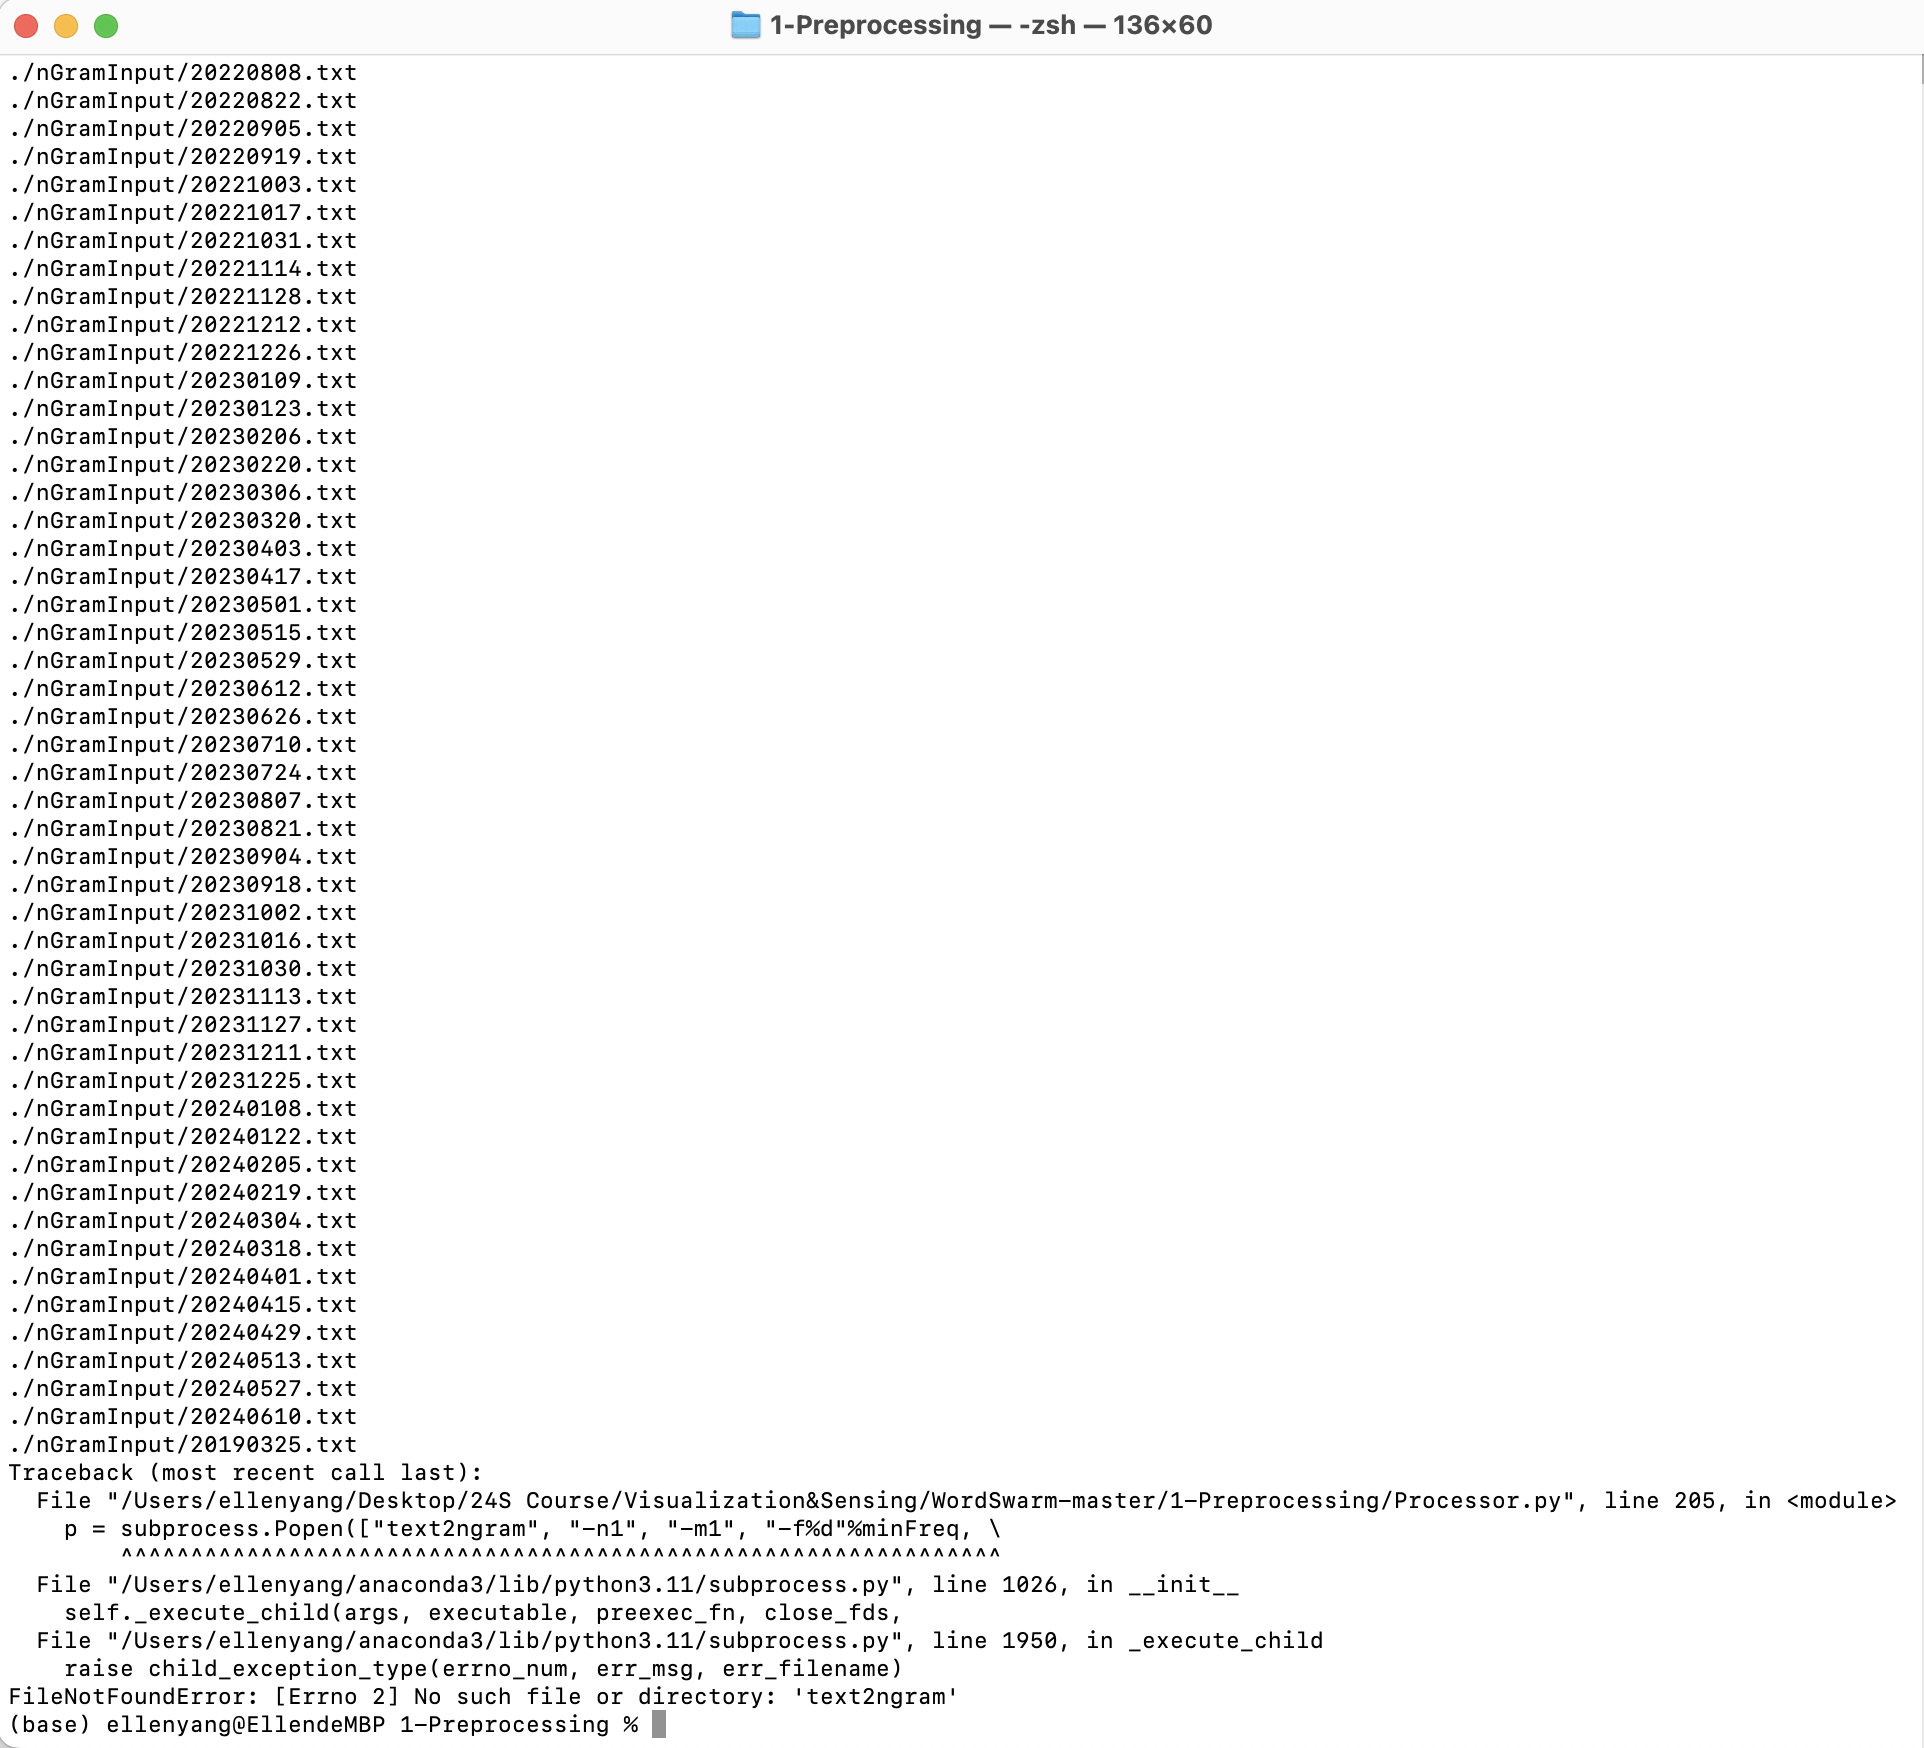 1-Preprocessing — -zsh — 136×60
./nGramInput/20220808.txt
./nGramInput/20220822.txt
./nGramInput/20220905.txt
./nGramInput/20220919.txt
./nGramInput/20221003.txt
./nGramInput/20221017.txt
./nGramInput/20221031.txt
./nGramInput/20221114.txt
./nGramInput/20221128.txt
./nGramInput/20221212.txt
./nGramInput/20221226.txt
./nGramInput/20230109.txt
./nGramInput/20230123.txt
./nGramInput/20230206.txt
./nGramInput/20230220.txt
./nGramInput/20230306.txt
./nGramInput/20230320.txt
./nGramInput/20230403.txt
./nGramInput/20230417.txt
./nGramInput/20230501.txt
./nGramInput/20230515.txt
./nGramInput/20230529.txt
./nGramInput/20230612.txt
./nGramInput/20230626.txt
./nGramInput/20230710.txt
./nGramInput/20230724.txt
./nGramInput/20230807.txt
./nGramInput/20230821.txt
./nGramInput/20230904.txt
./nGramInput/20230918.txt
./nGramInput/20231002.txt
./nGramInput/20231016.txt
./nGramInput/20231030.txt
./nGramInput/20231113.txt
./nGramInput/20231127.txt
./nGramInput/20231211.txt
./nGramInput/20231225.txt
./nGramInput/20240108.txt
./nGramInput/20240122.txt
./nGramInput/20240205.txt
./nGramInput/20240219.txt
./nGramInput/20240304.txt
./nGramInput/20240318.txt
./nGramInput/20240401.txt
./nGramInput/20240415.txt
./nGramInput/20240429.txt
./nGramInput/20240513.txt
./nGramInput/20240527.txt
./nGramInput/20240610.txt
./nGramInput/20190325.txt
Traceback (most recent call last):
  File "/Users/ellenyang/Desktop/24S Course/Visualization&Sensing/WordSwarm-master/1-Preprocessing/Processor.py", line 205, in <module>
    p = subprocess.Popen(["text2ngram", "-n1", "-m1", "-f%d"%minFreq, \
        ^^^^^^^^^^^^^^^^^^^^^^^^^^^^^^^^^^^^^^^^^^^^^^^^^^^^^^^^^^^^^^^
  File "/Users/ellenyang/anaconda3/lib/python3.11/subprocess.py", line 1026, in __init__
    self._execute_child(args, executable, preexec_fn, close_fds,
  File "/Users/ellenyang/anaconda3/lib/python3.11/subprocess.py", line 1950, in _execute_child
    raise child_exception_type(errno_num, err_msg, err_filename)
FileNotFoundError: [Errno 2] No such file or directory: 'text2ngram'
(base) ellenyang@EllendeMBP 1-Preprocessing %